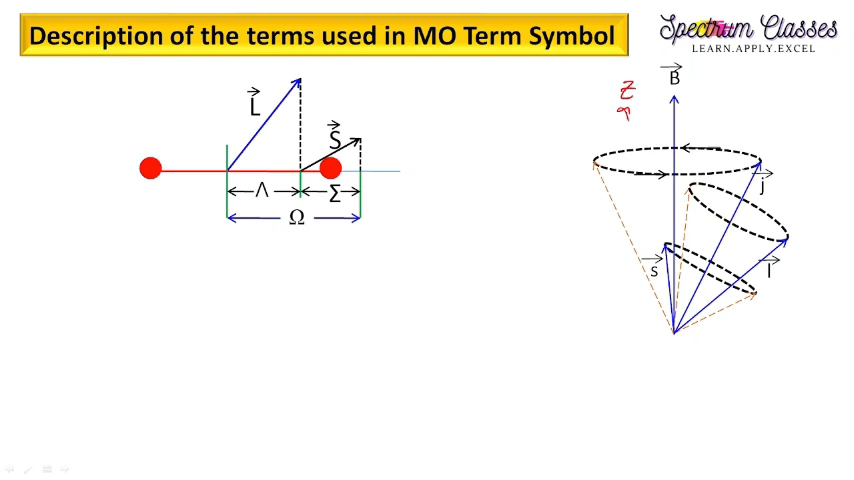 Description of the terms used in MO Term Symbol
Spectrum Classes
LEARN.APPLY.EXCEL
B
Z
L
S
Λ
Σ
Ω
j
s
l